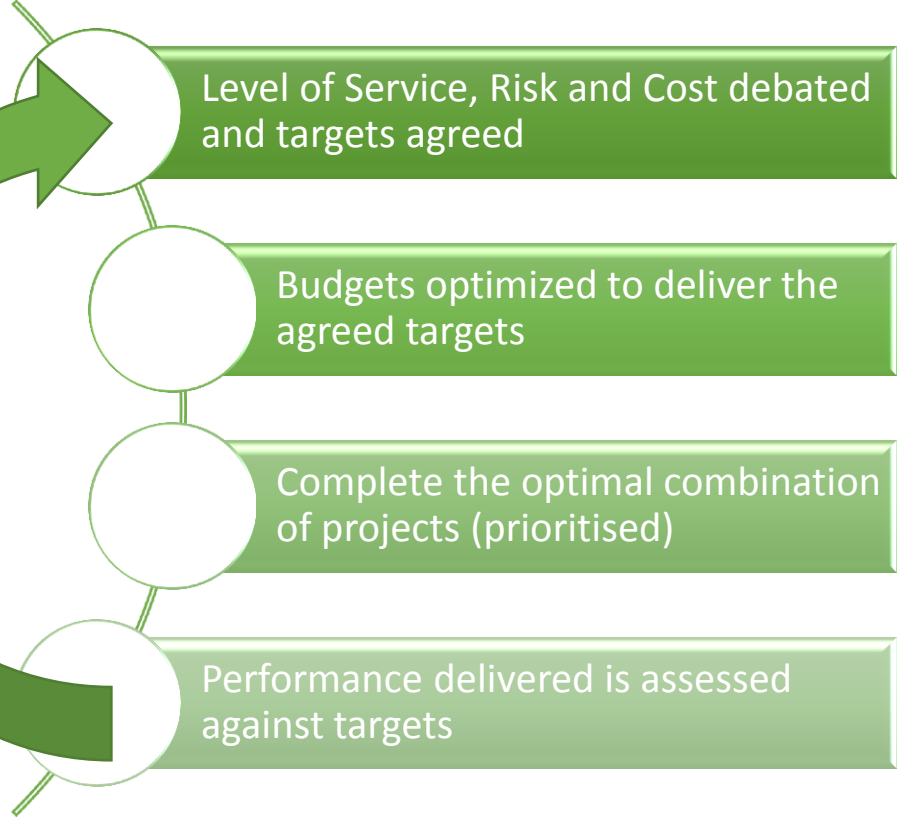 Level of Service, Risk and Cost debated
and targets agreed
Budgets optimized to deliver the
agreed targets
Complete the optimal combination
of projects (prioritised)
Performance delivered is assessed
against targets